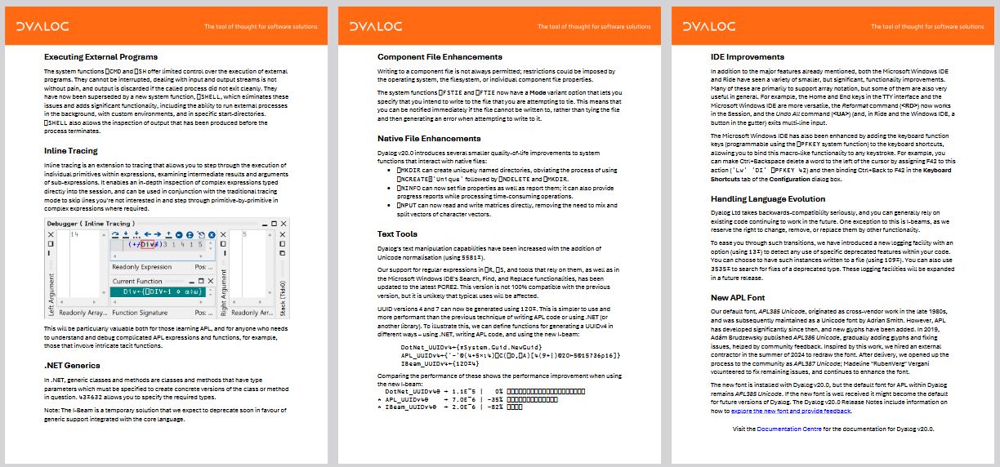 DYALOG
The tool of thought for software solutions
Executing External Programs
The system functions ⎕CMD and ⎕SH offer limited control over the execution of external
programs. They cannot be interrupted, dealing with input and output streams is not
without pain, and output is discarded if the called process did not exit cleanly. They
have now been superseded by a new system function, ⎕SHELL, which eliminates these
issues and adds significant functionality, including the ability to run external processes
in the background, with custom environments, and in specific start-directories.
⎕SHELL also allows the inspection of output that has been produced before the
process terminates.
Inline Tracing
Inline tracing is an extension to tracing that allows you to step through the execution of
individual primitives within expressions, examining intermediate results and arguments
of sub-expressions. It enables an in-depth inspection of complex expressions typed
directly into the session, and can be used in conjunction with the traditional tracing
mode to skip lines you're not interested in and step through primitive-by-primitive in
complex expressions where required.
Debugger ( Inline Tracing )
14
(+⌿Div≢)3 1 4 1 5
5
Readonly Expression
Pos: ...
Current Function
Div←{⎕DIV←1 ⋄ ⍺÷⍵}
Left Argument
Right Argument
Stack (Tid:0)
Readonly Array...
Function Signature
Pos: ...
Readonly Arr...
This will be particularly valuable both for those learning APL, and for anyone who needs
to understand and debug complicated APL expressions and functions, for example,
those that involve intricate tacit functions.
.NET Generics
In .NET, generic classes and methods are classes and methods that have type
parameters which must be specified to create concrete versions of the class or method
in question. 43⌶632 allows you to specify the required types.
Note: The I-Beam is a temporary solution that we expect to deprecate soon in favour of
generic support integrated with the core language.
DYALOG
The tool of thought for software solutions
Component File Enhancements
Writing to a component file is not always permitted; restrictions could be imposed by
the operating system, the filesystem, or individual component file properties.
The system functions ⎕FSTIE and ⎕FTIE now have a Mode variant option that lets you
specify that you intend to write to the file that you are attempting to tie. This means that
you can be notified immediately if the file cannot be written to, rather than tying the file
and then generating an error when attempting to write to it.
Native File Enhancements
Dyalog v20.0 introduces several smaller quality-of-life improvements to system
functions that interact with native files:
• ⎕MKDIR can create uniquely named directories, obviating the process of using
⎕NCREATE⍠'Unique' followed by ⎕NDELETE and ⎕MKDIR.
• ⎕NINFO can now set file properties as well as report them; it can also provide
progress reports while processing time-consuming operations.
• ⎕NPUT can now read and write matrices directly, removing the need to mix and
split vectors of character vectors.
Text Tools
Dyalog's text manipulation capabilities have been increased with the addition of
Unicode normalisation (using 5581⌶).
Our support for regular expressions in ⎕R, ⎕S, and tools that rely on them, as well as in
the Microsoft Windows IDE's Search, Find, and Replace functionalities, has been
updated to the latest PCRE2. This version is not 100% compatible with the previous
version, but it is unlikely that typical uses will be affected.
UUID versions 4 and 7 can now be generated using 120⌶. This is simpler to use and
more performant than the previous technique of writing APL code or using .NET (or
another library). To illustrate this, we can define functions for generating a UUIDv4 in
different ways – using .NET, writing APL code, and using the new I-beam:
DotNet_UUIDv4←{⍕System.Guid.NewGuid}
IBeam_UUIDv4←{120⌶4}
Comparing the performance of these shows the performance improvement when using
the new I-beam:
DotNet_UUIDv4⍬ → 1.1E¯5 | 0% ⎕⎕⎕⎕⎕⎕⎕⎕⎕⎕⎕⎕⎕⎕⎕⎕⎕⎕⎕⎕
* APL_UUIDv4⍬ → 7.0E¯6 | -35% ⎕⎕⎕⎕⎕⎕⎕⎕⎕⎕⎕⎕⎕
* IBeam_UUIDv4⍬ → 2.0E¯6 | -82% ⎕⎕⎕⎕
DYALOG
The tool of thought for software solutions
IDE Improvements
In addition to the major features already mentioned, both the Microsoft Windows IDE
and Ride have seen a variety of smaller, but significant, functionality improvements.
Many of these are primarily to support array notation, but some of them are also very
useful in general. For example, the Home and End keys in the TTY interface and the
Microsoft Windows IDE are more versatile, the Reformat command (<RD>) now works
in the Session, and the Undo All command (<UA>) (and, in Ride and the Windows IDE, a
button in the gutter) exits multi-line input.
The Microsoft Windows IDE has also been enhanced by adding the keyboard function
keys (programmable using the ⎕PFKEY system function) to the keyboard shortcuts,
allowing you to bind this macro-like functionality to any keystroke. For example, you
can make Ctrl+Backspace delete a word to the left of the cursor by assigning F42 to this
action ('Lw' 'DI' ⎕PFKEY 42) and then binding Ctrl+Back to F42 in the Keyboard
Shortcuts tab of the Configuration dialog box.
Handling Language Evolution
Dyalog Ltd takes backwards-compatibility seriously, and you can generally rely on
existing code continuing to work in the future. One exception to this is I-beams, as we
reserve the right to change, remove, or replace them by other functionality.
To ease you through such transitions, we have introduced a new logging facility with an
option (using 13⌶) to detect any use of specific deprecated features within your code.
You can choose to have such instances written to a file (using 109⌶). You can also use
3535⌶ to search for files of a deprecated type. These logging facilities will be expanded
in a future release.
New APL Font
Our default font, APL385 Unicode, originated as cross-vendor work in the late 1980s,
and was subsequently maintained as a Unicode font by Adrian Smith. However, APL
has developed significantly since then, and new glyphs have been added. In 2019,
Adám Brudzewsky published APL386 Unicode, gradually adding glyphs and fixing
issues, helped by community feedback. Inspired by this work, we hired an external
contractor in the summer of 2024 to redraw the font. After delivery, we opened up the
process to the community as APL387 Unicode; Madeline "RubenVerg" Vergani
volunteered to fix remaining issues, and continues to enhance the font.
The new font is installed with Dyalog v20.0, but the default font for APL within Dyalog
remains APL385 Unicode. If the new font is well received it might become the default
for future versions of Dyalog. The Dyalog v20.0 Release Notes include information on
how to explore the new font and provide feedback.
Visit the Documentation Centre for the documentation for Dyalog v20.0.